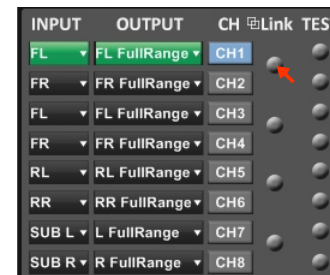 INPUT OUTPUT CH Link TES
FL FL FullRange CH1
FR FR FullRange CH2
FL FL FullRange CH3
FR FR FullRange CH4
RL RL FullRange CH5
RR RR FullRange CH6
SUB L L FullRange CH7
SUB R R FullRange CH8